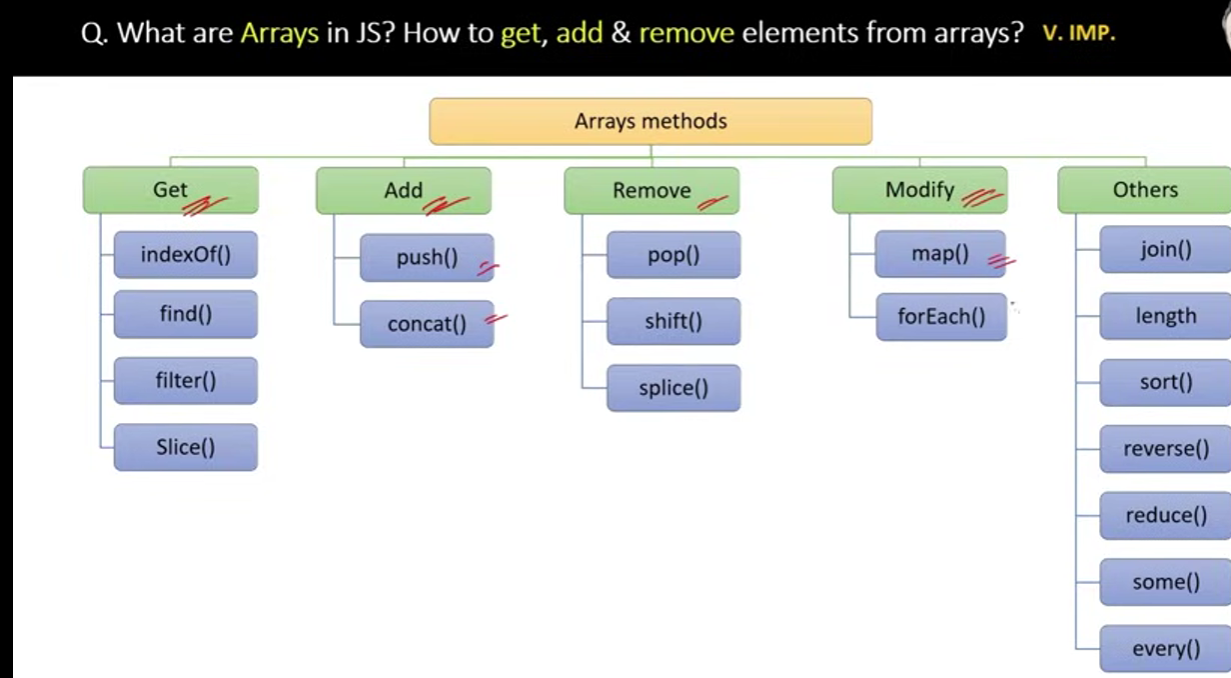 Q. What are Arrays in JS? How to get, add & remove elements from arrays? V. IMP.
Arrays methods
Get
indexOf()
find()
filter()
Slice()
Add
push()
concat()
Remove
pop()
shift()
splice()
Modify
map()
forEach()
Others
join()
length
sort()
reverse()
reduce()
some()
every()